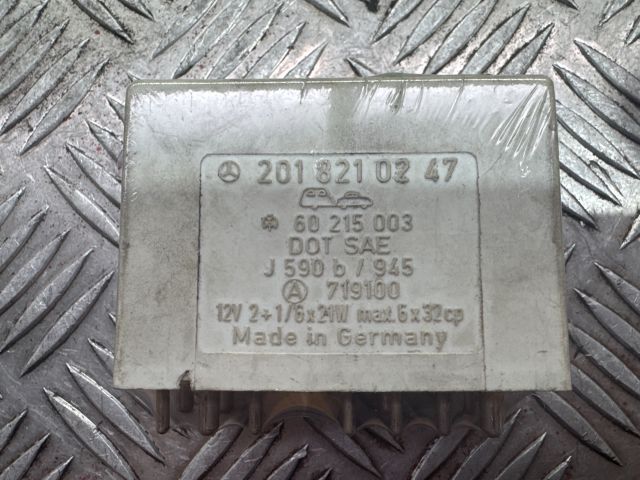 201 821 02 47
60 215 003
DOT SAE
J 590 b / 945
A 719100
12V 2+1/6x21W max.6x32cp
Made in Germany